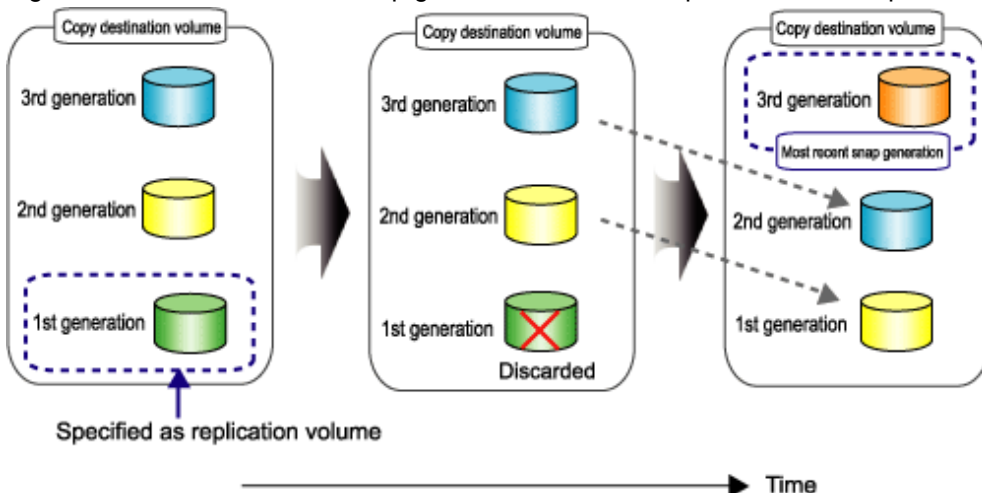 Copy destination volume
3rd generation
2nd generation
1st generation
Specified as replication volume
Copy destination volume
3rd generation
2nd generation
1st generation
Discarded
Copy destination volume
3rd generation
Most recent snap generation
2nd generation
1st generation
Time